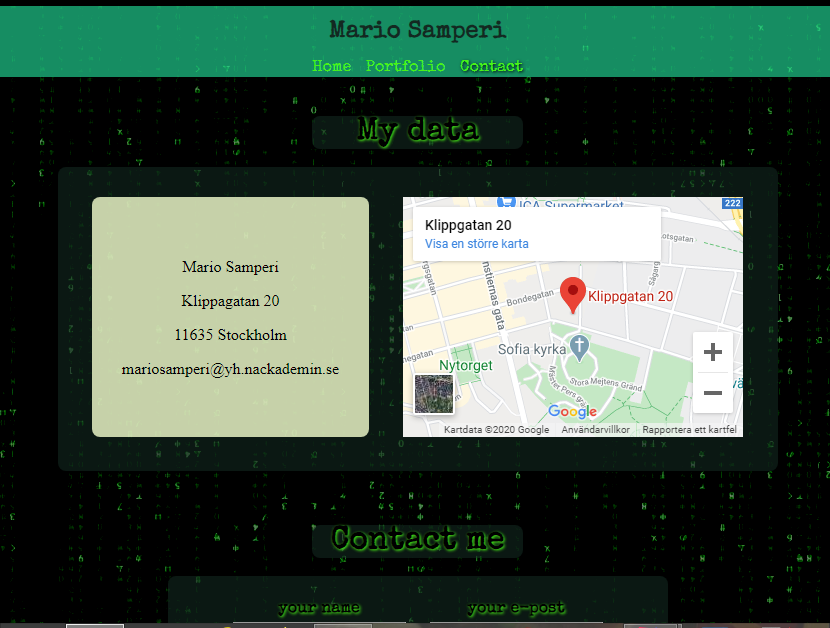 Mario Samperi
Home Portfolio Contact
My data
Mario Samperi
Klippagatan 20
11635 Stockholm
mariosamperi@yh.nackademin.se
ICA Supermarket
222
Klippgatan 20
Visa en större karta
Bondegatan
Klippgatan 20
Sofia kyrka
Nytorget
Stora Mejtens Gränd
Google
Kartdata ©2020 Google Användarvillkor Rapportera ett kartfel
Contact me
your name your e-post